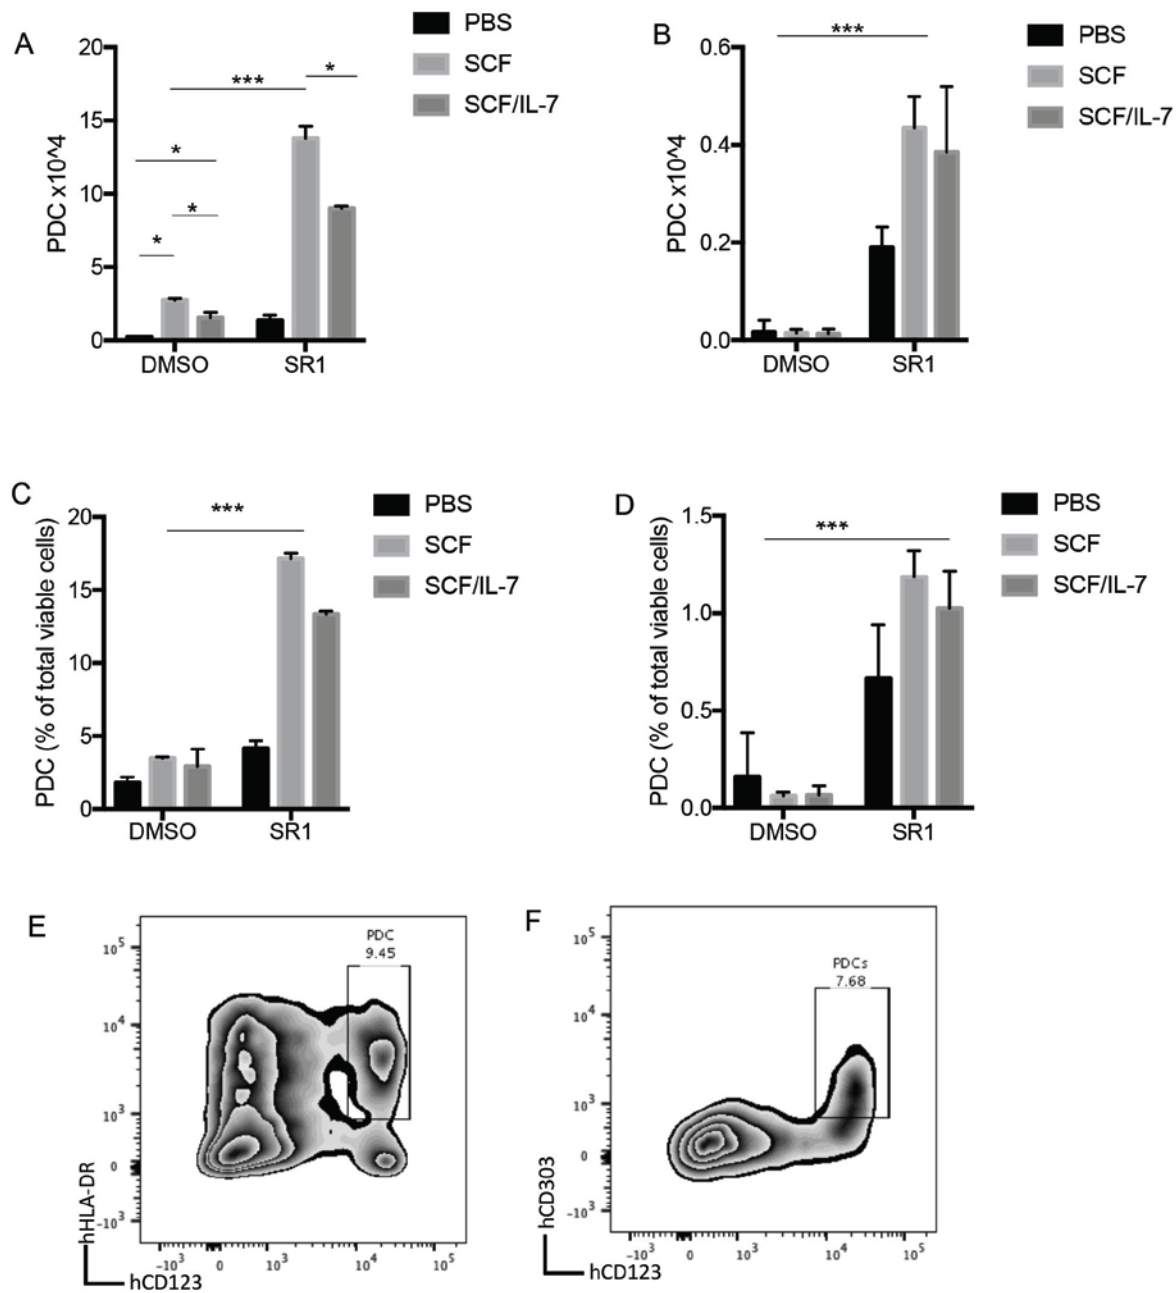 A
PDC x10^4
20
15
10
5
0
*
*
*
***
*
DMSO
SR1
PBS
SCF
SCF/IL-7
B
PDC x10^4
0.6
0.4
0.2
0.0
***
DMSO
SR1
PBS
SCF
SCF/IL-7
C
PDC (% of total viable cells)
20
15
10
5
0
***
DMSO
SR1
PBS
SCF
SCF/IL-7
D
PDC (% of total viable cells)
1.5
1.0
0.5
0.0
***
DMSO
SR1
PBS
SCF
SCF/IL-7
E
PDC
9.45
10^5
10^4
10^3
0
-10^3
hHLA-DR
-10^3
0
10^3
10^4
10^5
hCD123
F
PDCs
7.68
10^5
10^4
10^3
0
-10^3
hCD303
-10^3
0
10^3
10^4
10^5
hCD123